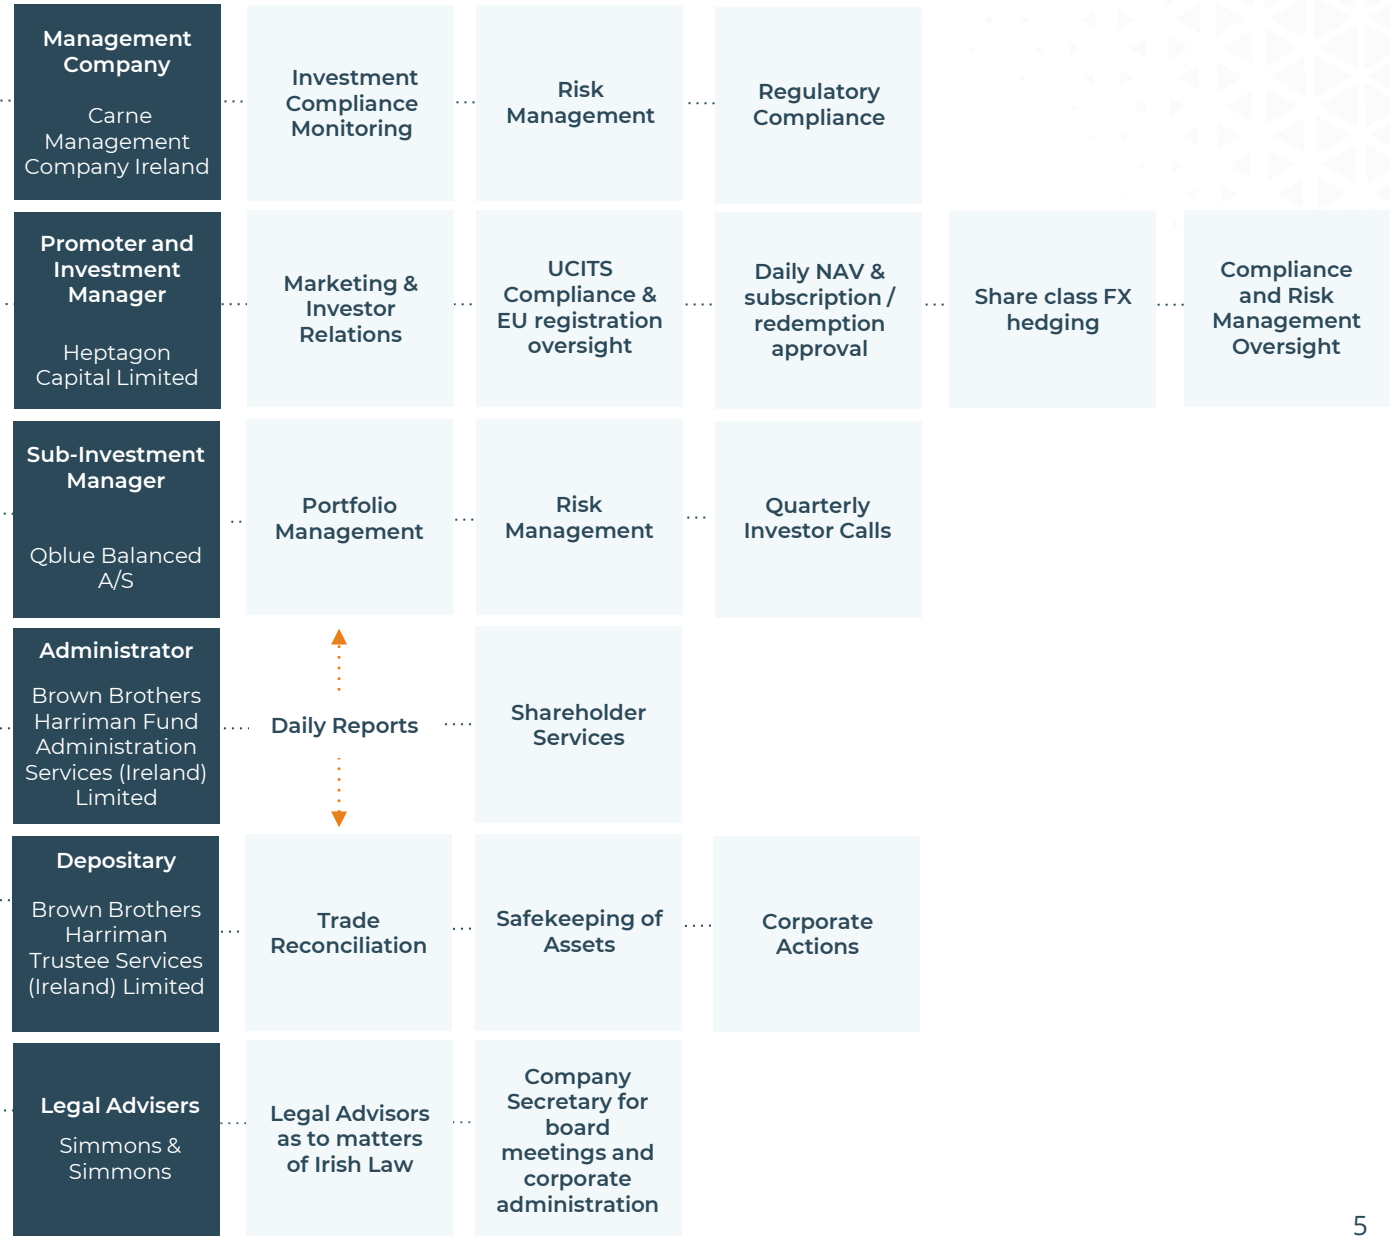 Management
Company
Carne
Management
Company Ireland
Investment
Compliance
Monitoring
Risk
Management
Regulatory
Compliance
Promoter and
Investment
Manager
Heptagon
Capital Limited
Marketing &
Investor
Relations
UCITS
Compliance &
EU registration
oversight
Daily NAV &
subscription /
redemption
approval
Share class FX
hedging
Compliance
and Risk
Management
Oversight
Sub-Investment
Manager
Qblue Balanced
A/S
Portfolio
Management
Risk
Management
Quarterly
Investor Calls
Administrator
Brown Brothers
Harriman Fund
Administration
Services (Ireland)
Limited
Daily Reports
Shareholder
Services
Depositary
Brown Brothers
Harriman
Trustee Services
(Ireland) Limited
Trade
Reconciliation
Safekeeping of
Assets
Corporate
Actions
Legal Advisers
Simmons &
Simmons
Legal Advisors
as to matters
of Irish Law
Company
Secretary for
board
meetings and
corporate
administration
5